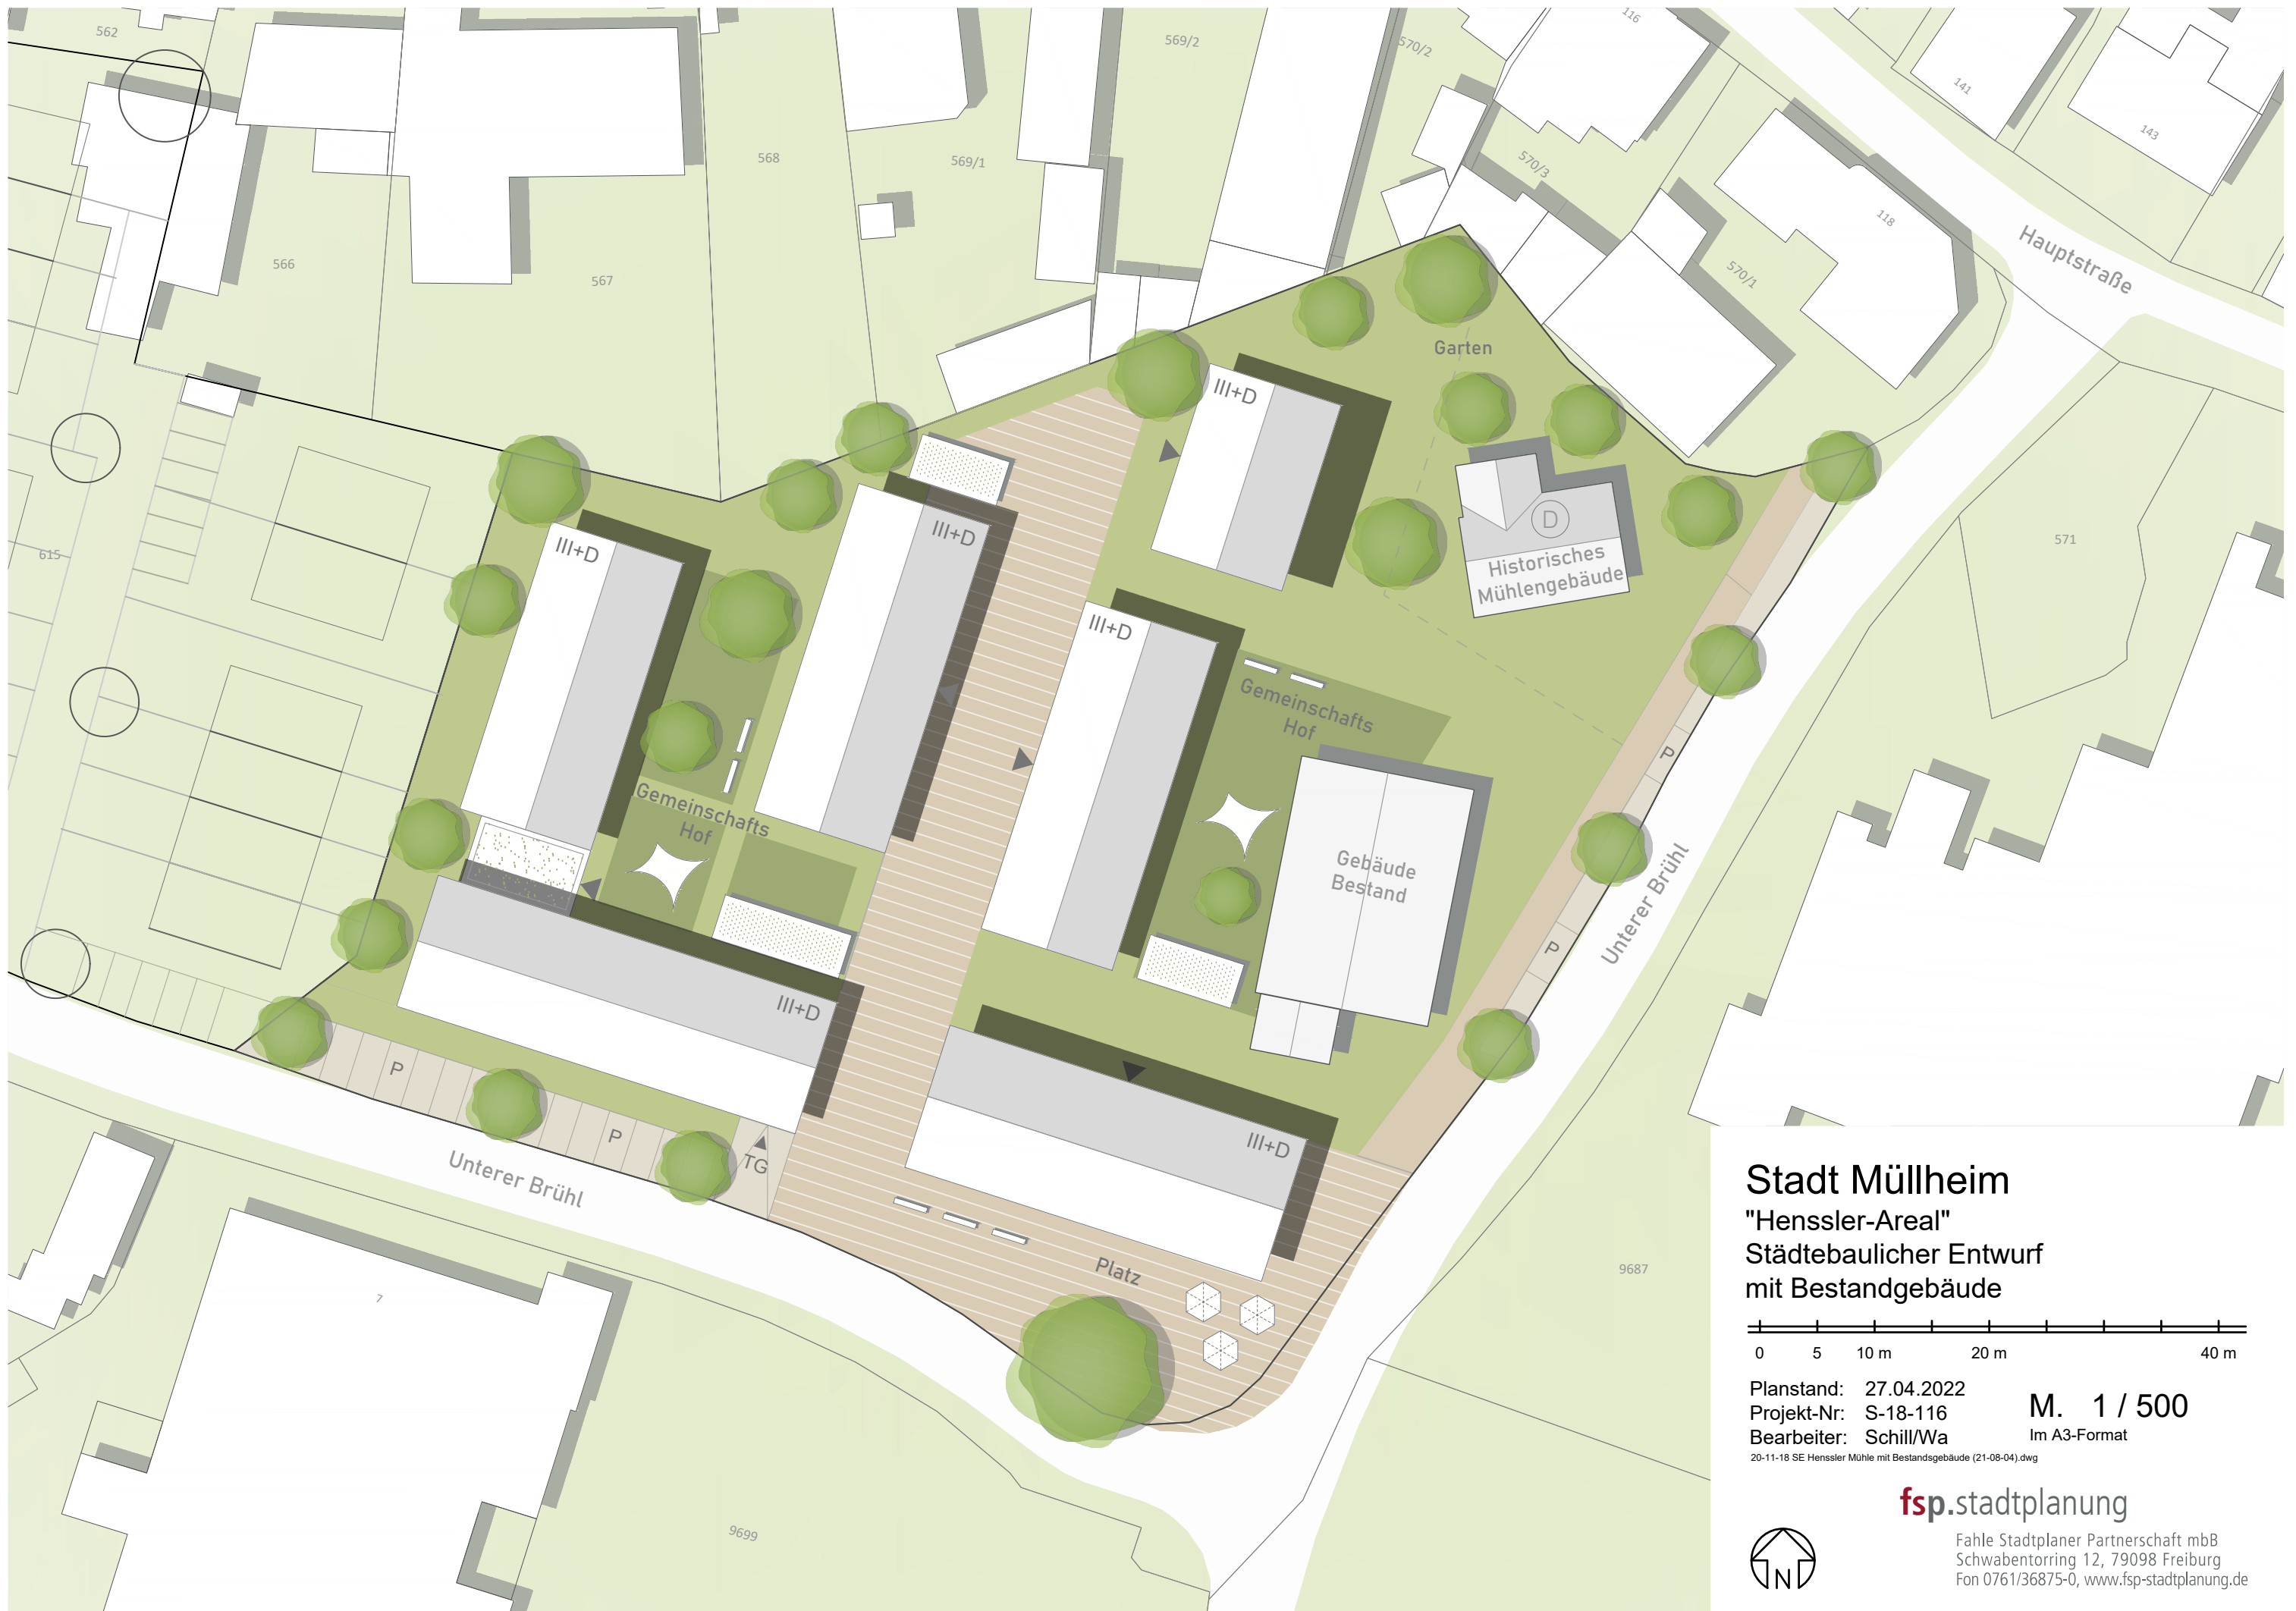 562
569/2
570/2
116
141
143
568
569/1
570/3
118
Hauptstraße
566
567
570/1
Garten
III+D
III+D
III+D
D
Historisches
Mühlengebäude
615
571
III+D
Gemeinschafts
Hof
P
Gemeinschafts
Hof
Gebäude
Bestand
P
Unterer Brühl
III+D
P
P
TG
III+D
Unterer Brühl
Platz
7
9687
9699
Stadt Müllheim
"Henssler-Areal"
Städtebaulicher Entwurf
mit Bestandgebäude
0 5 10 m 20 m 40 m
Planstand: 27.04.2022
Projekt-Nr: S-18-116
Bearbeiter: Schill/Wa
M. 1 / 500
Im A3-Format
20-11-18 SE Henssler Mühle mit Bestandsgebäude (21-08-04).dwg
fsp.stadtplanung
Fahle Stadtplaner Partnerschaft mbB
Schwabentorring 12, 79098 Freiburg
Fon 0761/36875-0, www.fsp-stadtplanung.de
N